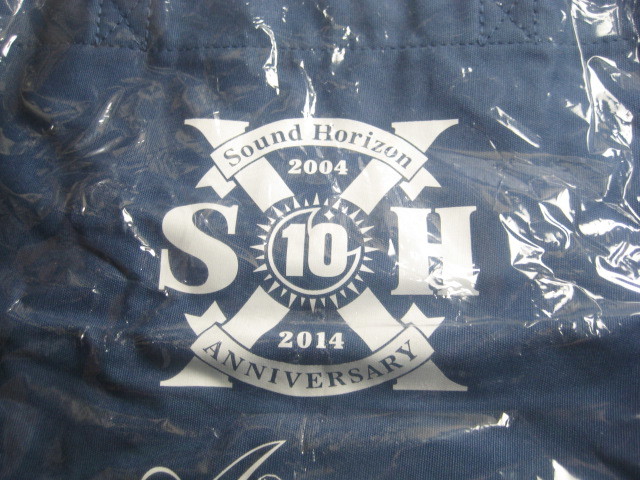 Sound Horizon
2004
S 10 H
2014
ANNIVERSARY